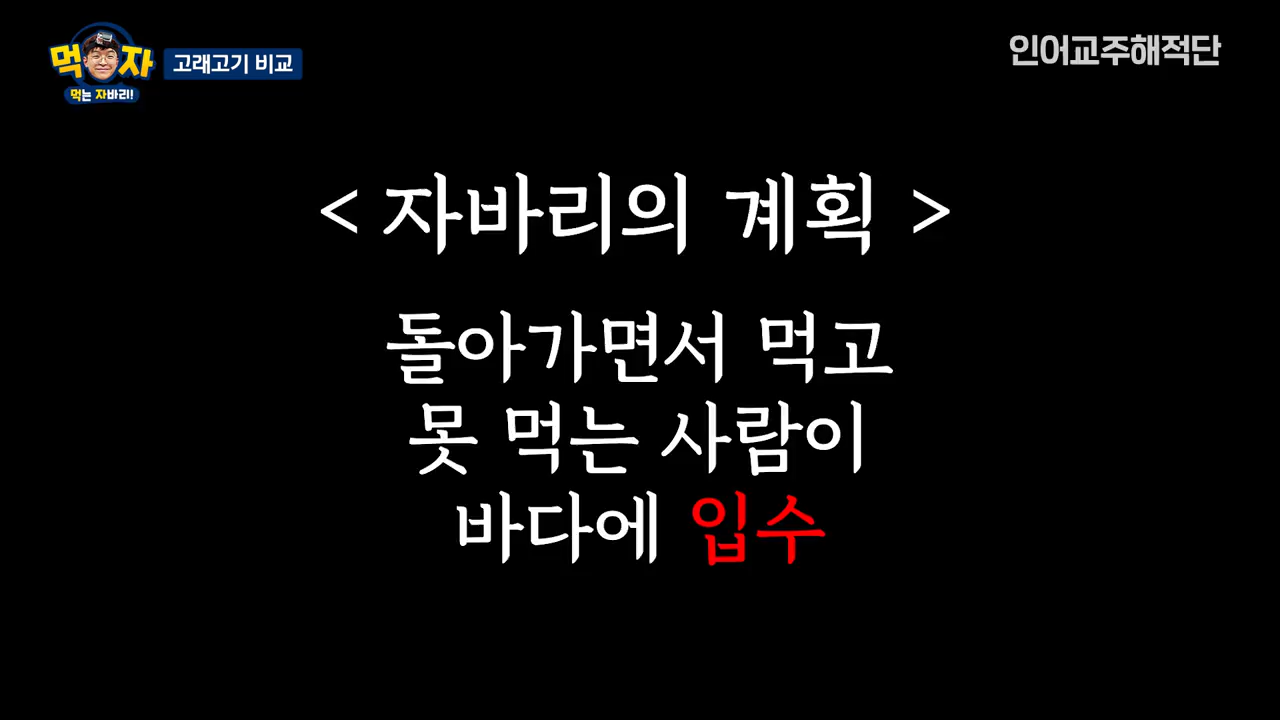 먹자
고래고기 비교
먹는 자바리!
인어교주해적단
< 자바리의 계획 >
돌아가면서 먹고
못 먹는 사람이
바다에 입수